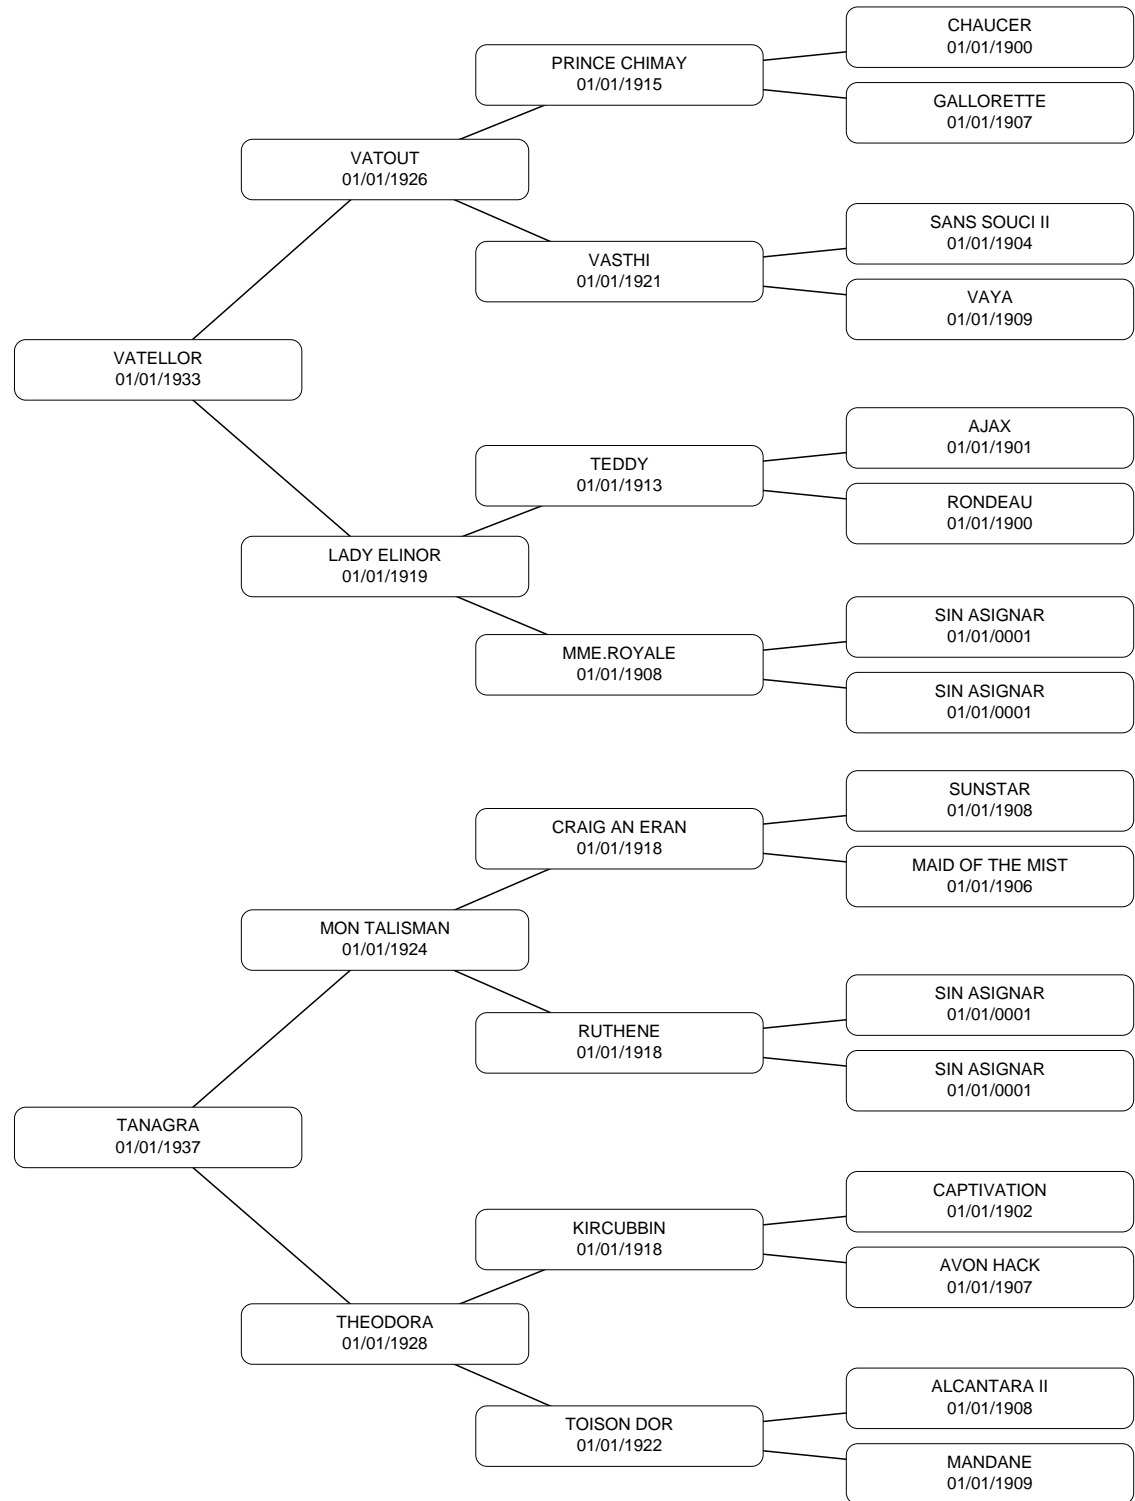 CHAUCER
01/01/1900
PRINCE CHIMAY
01/01/1915
GALLORETTE
01/01/1907
VATOUT
01/01/1926
SANS SOUCI II
01/01/1904
VASTHI
01/01/1921
VAYA
01/01/1909
VATELLOR
01/01/1933
AJAX
01/01/1901
TEDDY
01/01/1913
RONDEAU
01/01/1900
LADY ELINOR
01/01/1919
SIN ASIGNAR
01/01/0001
MME.ROYALE
01/01/1908
SIN ASIGNAR
01/01/0001
SUNSTAR
01/01/1908
CRAIG AN ERAN
01/01/1918
MAID OF THE MIST
01/01/1906
MON TALISMAN
01/01/1924
SIN ASIGNAR
01/01/0001
RUTHENE
01/01/1918
SIN ASIGNAR
01/01/0001
TANAGRA
01/01/1937
CAPTIVATION
01/01/1902
KIRCUBBIN
01/01/1918
AVON HACK
01/01/1907
THEODORA
01/01/1928
ALCANTARA II
01/01/1908
TOISON DOR
01/01/1922
MANDANE
01/01/1909